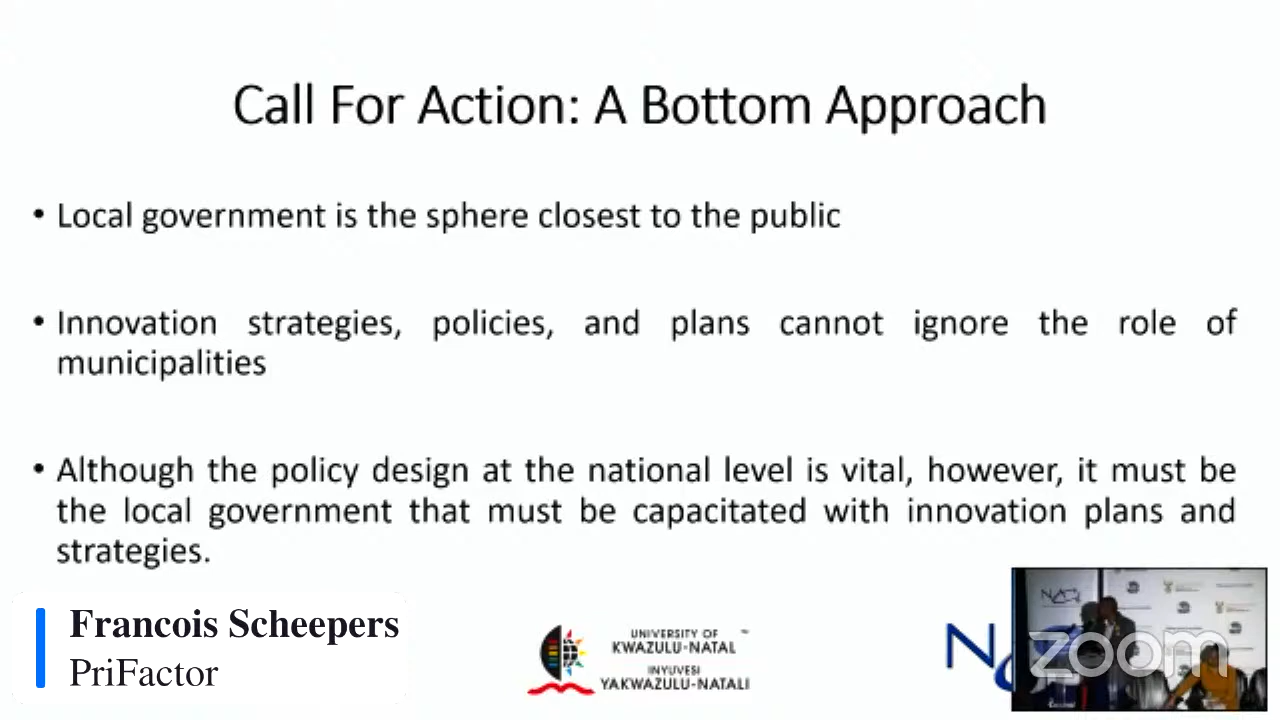 Call For Action: A Bottom Approach
• Local government is the sphere closest to the public
• Innovation strategies, policies, and plans cannot ignore the role of
municipalities
• Although the policy design at the national level is vital, however, it must be
the local government that must be capacitated with innovation plans and
strategies.
Francois Scheepers
PriFactor
UNIVERSITY OF
KWAZULU-NATAL
INYUVESI
YAKWAZULU-NATALI
zoom